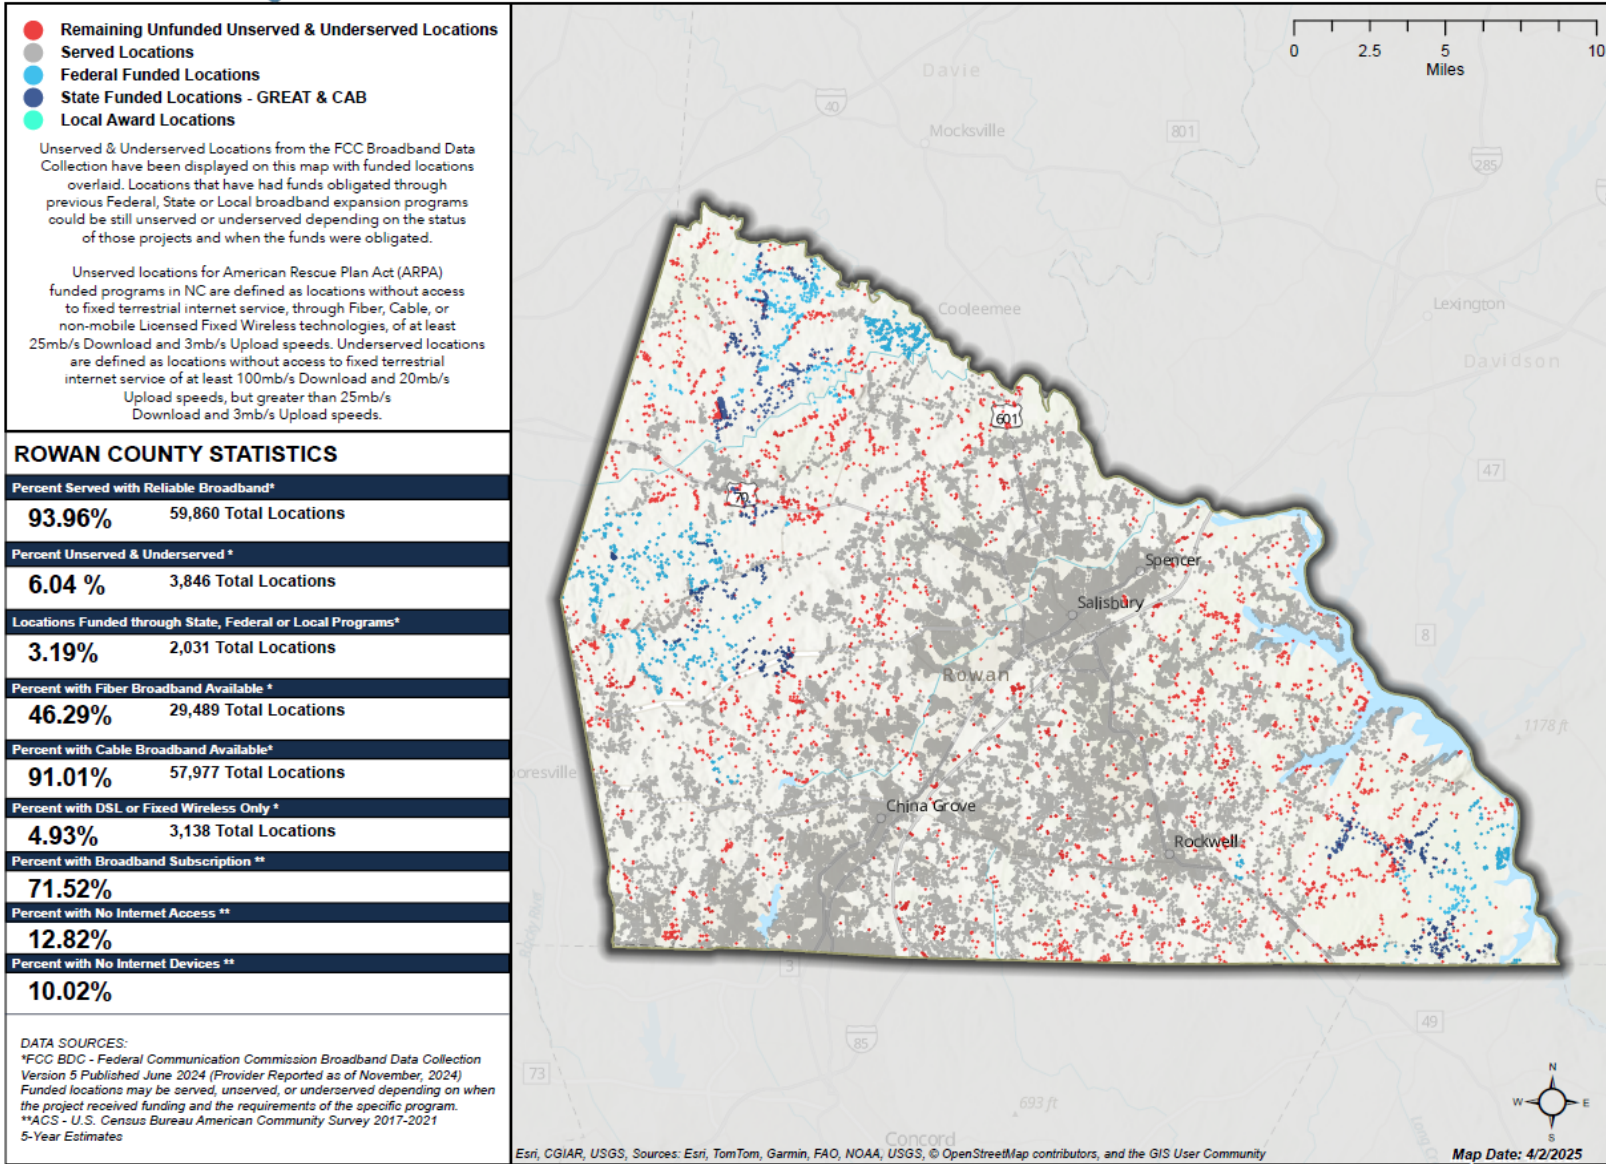 Remaining Unfunded Unserved & Underserved Locations
Served Locations
Federal Funded Locations
State Funded Locations - GREAT & CAB
Local Award Locations
Unserved & Underserved Locations from the FCC Broadband Data
Collection have been displayed on this map with funded locations
overlaid. Locations that have had funds obligated through
previous Federal, State or Local broadband expansion programs
could be still unserved or underserved depending on the status
of those projects and when the funds were obligated.
Unserved locations for American Rescue Plan Act (ARPA)
funded programs in NC are defined as locations without access
to fixed terrestrial internet service, through Fiber, Cable, or
non-mobile Licensed Fixed Wireless technologies, of at least
25mb/s Download and 3mb/s Upload speeds. Underserved locations
are defined as locations without access to fixed terrestrial
internet service of at least 100mb/s Download and 20mb/s
Upload speeds, but greater than 25mb/s
Download and 3mb/s Upload speeds.
ROWAN COUNTY STATISTICS
Percent Served with Reliable Broadband*
93.96% 59,860 Total Locations
Percent Unserved & Underserved *
6.04 % 3,846 Total Locations
Locations Funded through State, Federal or Local Programs*
3.19% 2,031 Total Locations
Percent with Fiber Broadband Available *
46.29% 29,489 Total Locations
Percent with Cable Broadband Available*
91.01% 57,977 Total Locations
Percent with DSL or Fixed Wireless Only *
4.93% 3,138 Total Locations
Percent with Broadband Subscription **
71.52%
Percent with No Internet Access **
12.82%
Percent with No Internet Devices **
10.02%
DATA SOURCES:
*FCC BDC - Federal Communication Commission Broadband Data Collection
Version 5 Published June 2024 (Provider Reported as of November, 2024)
Funded locations may be served, unserved, or underserved depending on when
the project received funding and the requirements of the specific program.
**ACS - U.S. Census Bureau American Community Survey 2017-2021
5-Year Estimates
0 2.5 5 10
Miles
Davie
40
Mocksville
801
285
Cooleemee
Lexington
Davidson
601
47
70
Spencer
Salisbury
8
Rowan
1178 ft
ooresville
China Grove
Rockwell
Rocky River
3
49
85
73
693 ft
Concord
Long C
N
W E
S
Esri, CGIAR, USGS, Sources: Esri, TomTom, Garmin, FAO, NOAA, USGS, © OpenStreetMap contributors, and the GIS User Community
Map Date: 4/2/2025